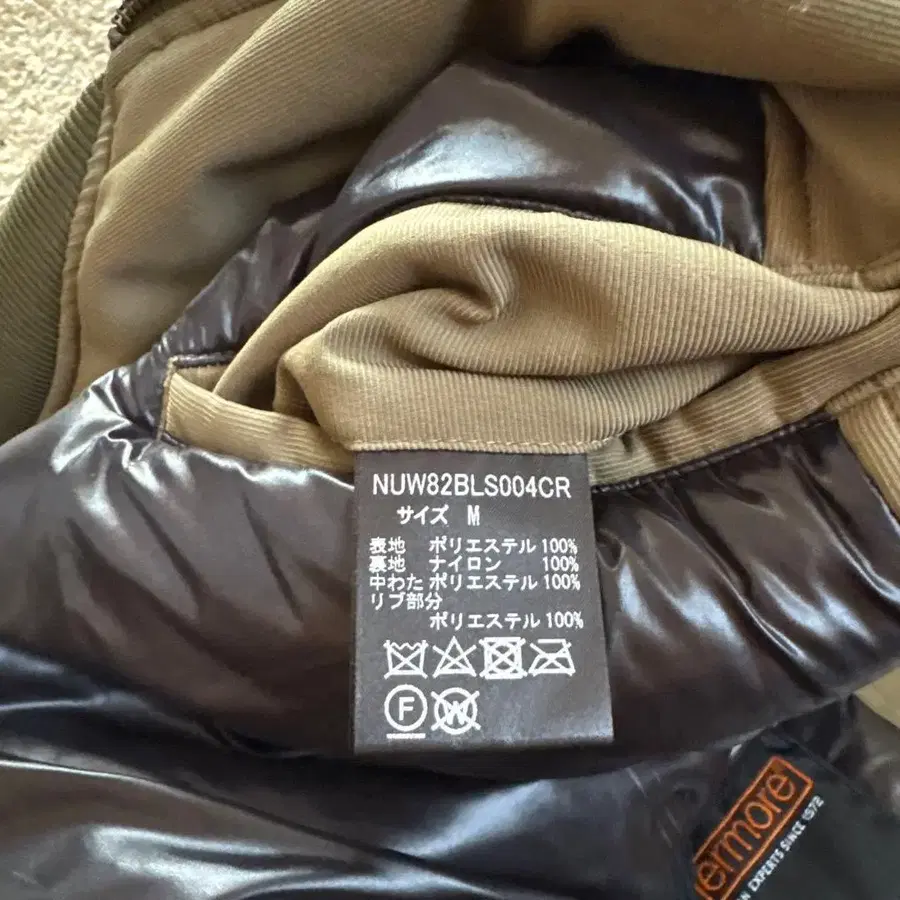 NUW82BLS004CR
サイズ M
表地 ポリエステル 100%
裏地 ナイロン 100%
中わた ポリエステル 100%
リブ部分
ポリエステル 100%
F
W
ermore
EXPERTS SINCE 1972